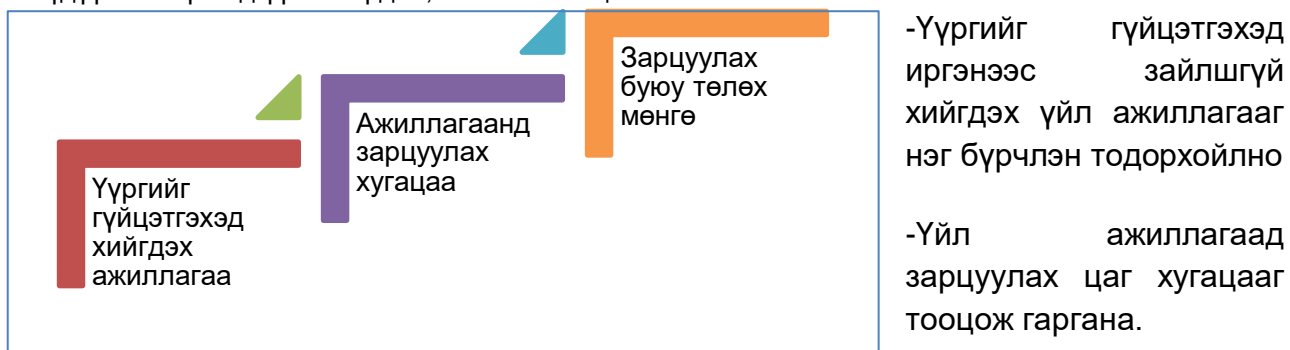 Үүргийг
гүйцэтгэхэд
хийгдэх
ажиллагаа
Ажиллагаанд
зарцуулах
хугацаа
Зарцуулах
буюу төлөх
мөнгө
-Үүргийг гүйцэтгэхэд
иргэнээс зайлшгүй
хийгдэх үйл ажиллагааг
нэг бүрчлэн тодорхойлно
-Үйл ажиллагаад
зарцуулах цаг хугацааг
тооцож гаргана.